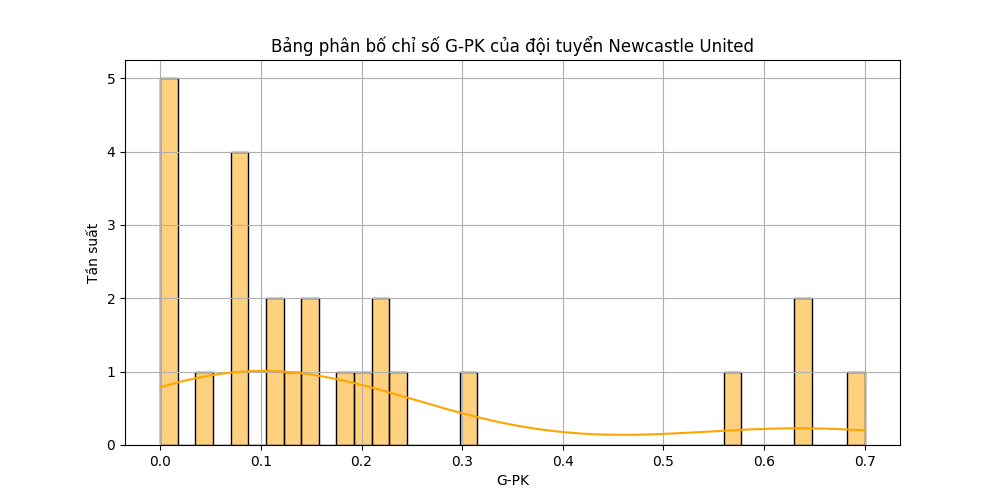 Bảng phân bố chỉ số G-PK của đội tuyển Newcastle United
Tần suất
5
4
3
2
1
0
0.0 0.1 0.2 0.3 0.4 0.5 0.6 0.7
G-PK